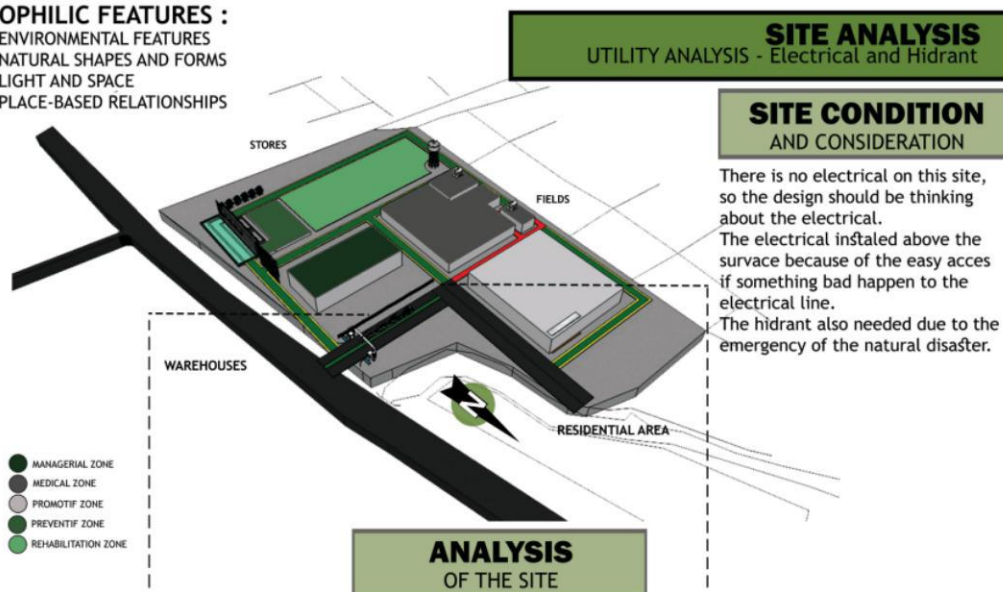 OPHILIC FEATURES :
ENVIRONMENTAL FEATURES
NATURAL SHAPES AND FORMS
LIGHT AND SPACE
PLACE-BASED RELATIONSHIPS
SITE ANALYSIS
UTILITY ANALYSIS - Electrical and Hidrant
SITE CONDITION
AND CONSIDERATION
There is no electrical on this site,
so the design should be thinking
about the electrical.
The electrical instaled above the
survace because of the easy acces
if something bad happen to the
electrical line.
The hidrant also needed due to the
emergency of the natural disaster.
STORES
FIELDS
WAREHOUSES
N
RESIDENTIAL AREA
MANAGERIAL ZONE
MEDICAL ZONE
PROMOTIF ZONE
PREVENTIF ZONE
REHABILITATION ZONE
ANALYSIS
OF THE SITE